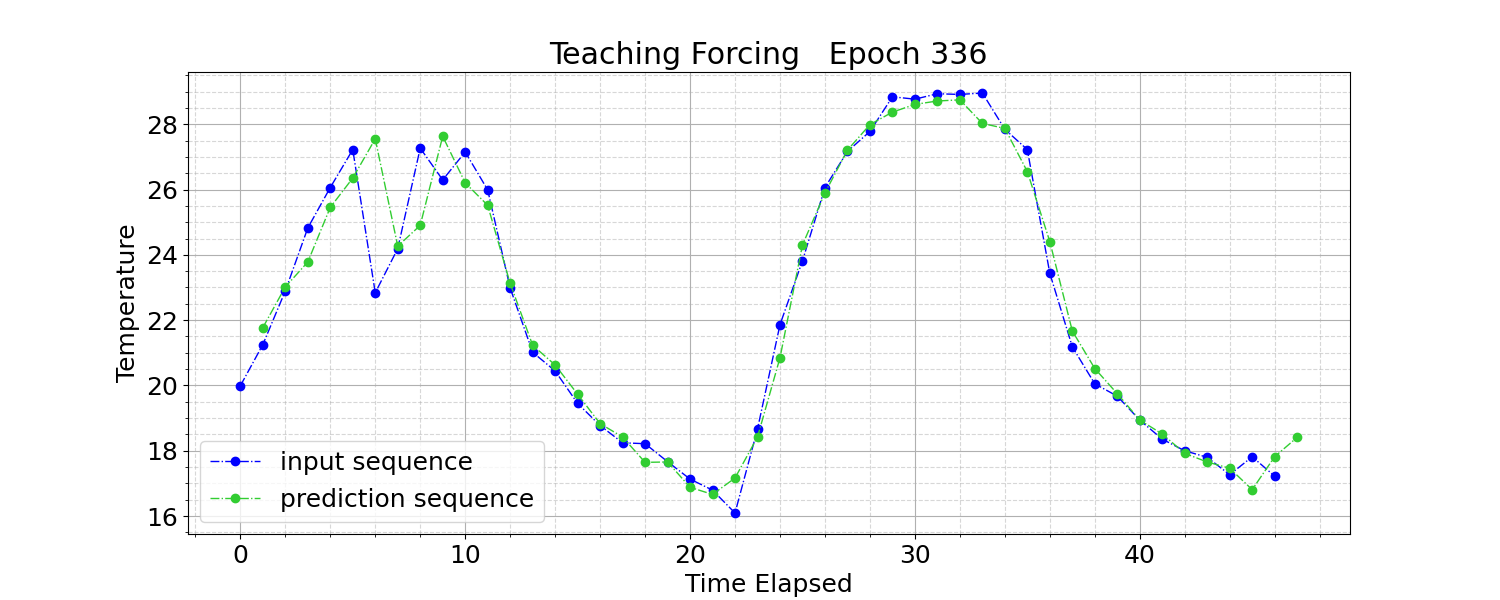 Teaching Forcing   Epoch 336
Temperature
28
26
24
22
20
18
16
input sequence
prediction sequence
0 10 20 30 40
Time Elapsed